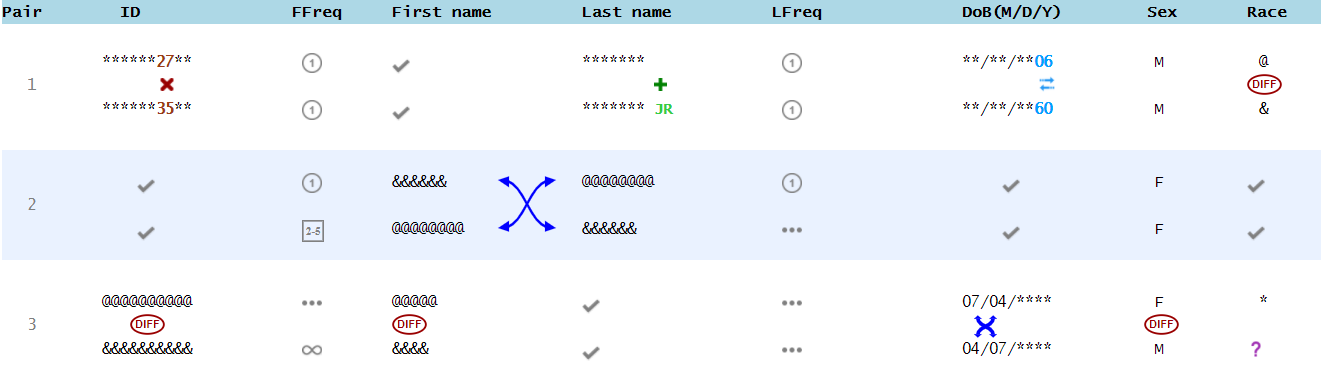 Pair ID FFreq First name Last name LFreq DoB(M/D/Y) Sex Race
******27** 1 ******* 1 **/**/**06 M @
1 DIFF
******35** 1 ******* JR 1 **/**/**60 M &
1 &&&&&& @@@@@@@@ 1 F
2
2-5 @@@@@@@@ &&&&&& ••• F
@@@@@@@@@@ ••• @@@@@ ••• 07/04/**** F *
3 DIFF DIFF DIFF
&&&&&&&&&& ∞ &&&& ••• 04/07/**** M ?